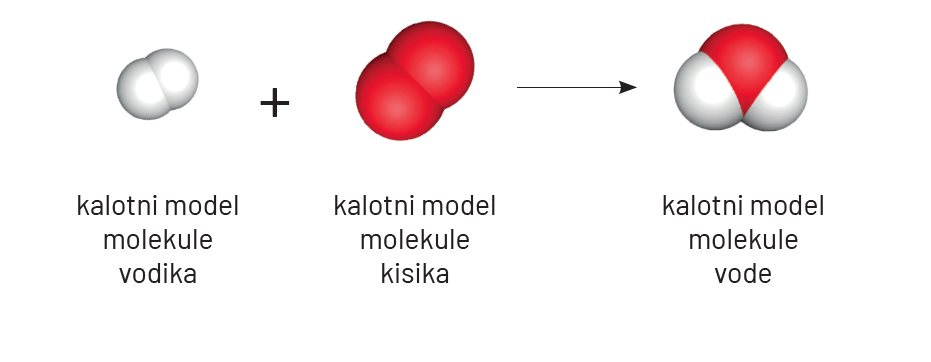 +
kalotni model
molekule
vodika
kalotni model
molekule
kisika
kalotni model
molekule
vode